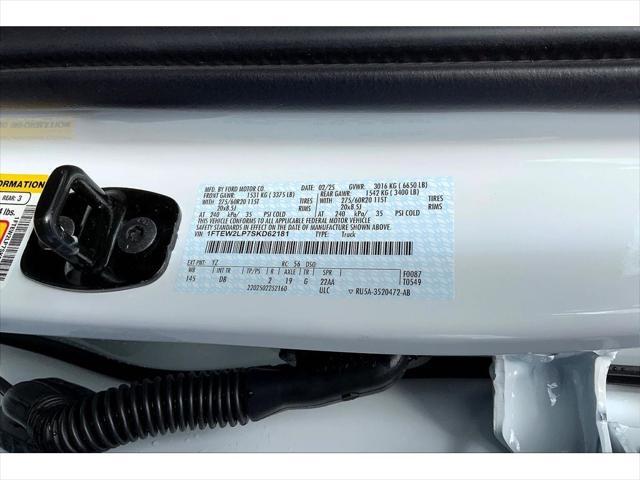 MFD. BY FORD MOTOR CO. 02/25 GVWR: 3016 KG ( 6650 LB)
FRONT GAWR: 1531 KG ( 3375 LB) REAR GAWR: 1542 KG ( 3400 LB)
WITH 275/60R20 115T TIRES WITH 275/60R20 115T TIRES
20x8.5J RIMS 20x8.5J RIMS
AT 240 kPa/ 35 PSI COLD AT 240 kPa/ 35 PSI COLD
THIS VEHICLE CONFORMS TO ALL APPLICABLE FEDERAL MOTOR VEHICLE
SAFETY STANDARDS IN EFFECT ON THE DATE OF MANUFACTURE SHOWN ABOVE.
VIN: 1FTEW2LP7SKD62181 TYPE: Truck
EXT PNT: YZ RC: 56 DSO: F0087
WB INT TR TP/PS R AXLE TR SPR T0549
145 DB 2 19 G 22AA
2202502252160 ULC RU5A-3520472-AB
FORMATION
REAR: 3